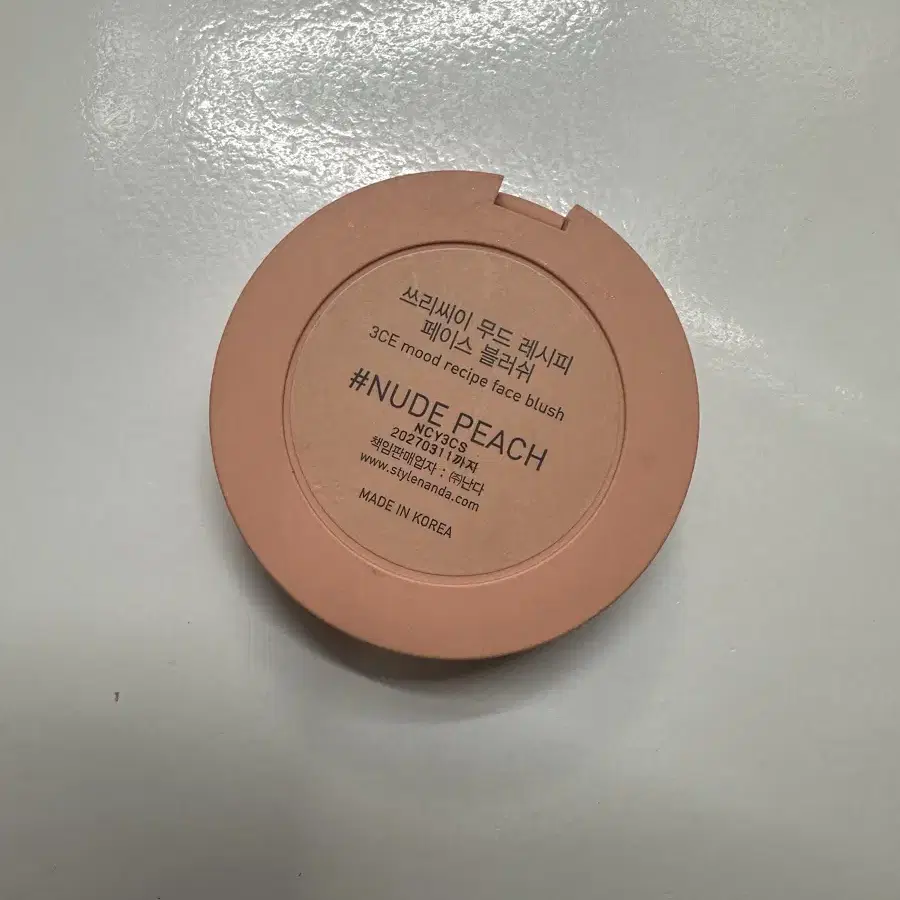 쓰리씨이 무드 레시피
페이스 블러쉬
3CE mood recipe face blush
#NUDE PEACH
NCY3CS
20270311까지
책임판매업자 : ㈜난다
www.stylenanda.com
MADE IN KOREA